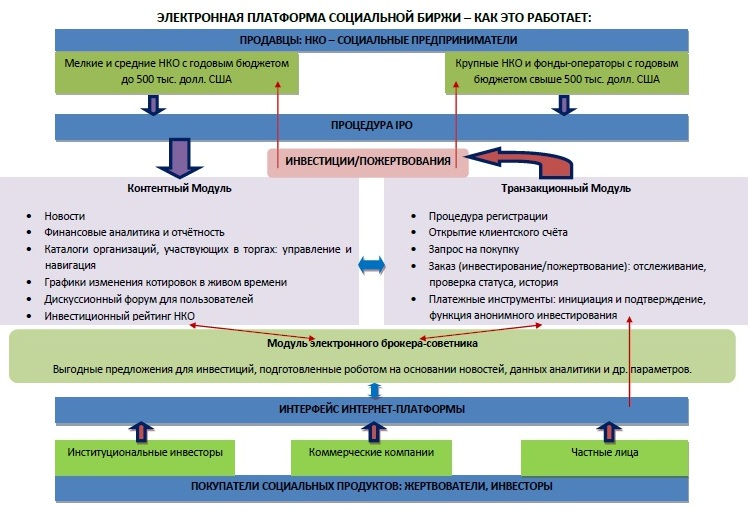 ЭЛЕКТРОННАЯ ПЛАТФОРМА СОЦИАЛЬНОЙ БИРЖИ – КАК ЭТО РАБОТАЕТ:
ПРОДАВЦЫ: НКО – СОЦИАЛЬНЫЕ ПРЕДПРИНИМАТЕЛИ
Мелкие и средние НКО с годовым бюджетом
до 500 тыс. долл. США
Крупные НКО и фонды-операторы с годовым
бюджетом свыше 500 тыс. долл. США
ПРОЦЕДУРА IPO
ИНВЕСТИЦИИ/ПОЖЕРТВОВАНИЯ
Контентный Модуль
• Новости
• Финансовые аналитика и отчётность
• Каталоги организаций, участвующих в торгах: управление и
навигация
• Графики изменения котировок в живом времени
• Дискуссионный форум для пользователей
• Инвестиционный рейтинг НКО
Транзакционный Модуль
• Процедура регистрации
• Открытие клиентского счёта
• Запрос на покупку
• Заказ (инвестирование/пожертвование): отслеживание,
проверка статуса, история
• Платежные инструменты: инициация и подтверждение,
функция анонимного инвестирования
Модуль электронного брокера-советника
Выгодные предложения для инвестиций, подготовленные роботом на основании новостей, данных аналитики и др. параметров.
ИНТЕРФЕЙС ИНТЕРНЕТ-ПЛАТФОРМЫ
Институциональные инвесторы
Коммерческие компании
Частные лица
ПОКУПАТЕЛИ СОЦИАЛЬНЫХ ПРОДУКТОВ: ЖЕРТВОВАТЕЛИ, ИНВЕСТОРЫ